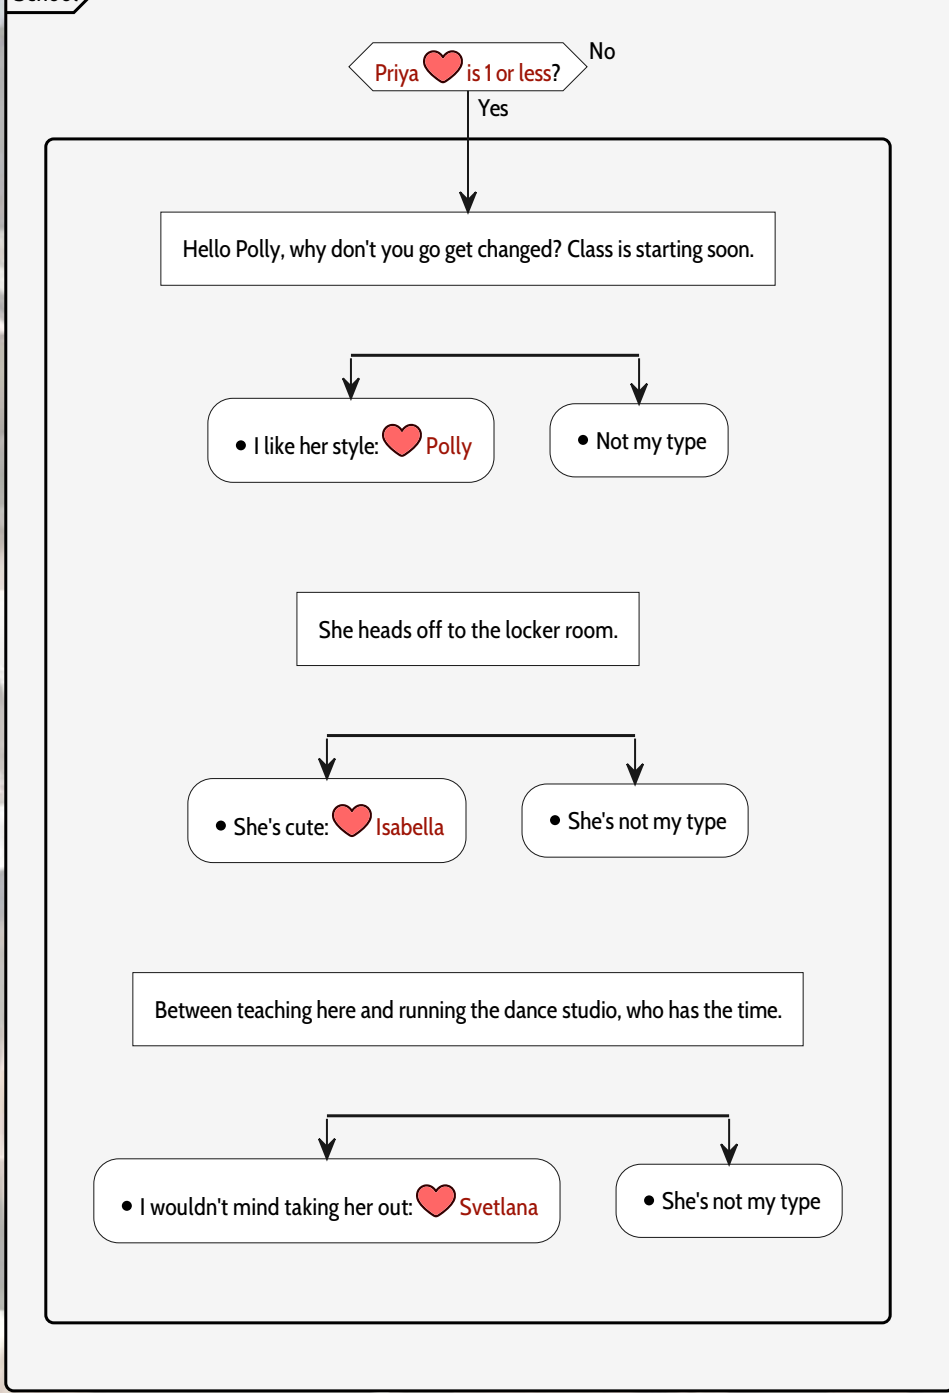 Priya is 1 or less?
No
Yes
Hello Polly, why don't you go get changed? Class is starting soon.
• I like her style: Polly
• Not my type
She heads off to the locker room.
• She's cute: Isabella
• She's not my type
Between teaching here and running the dance studio, who has the time.
• I wouldn't mind taking her out: Svetlana
• She's not my type